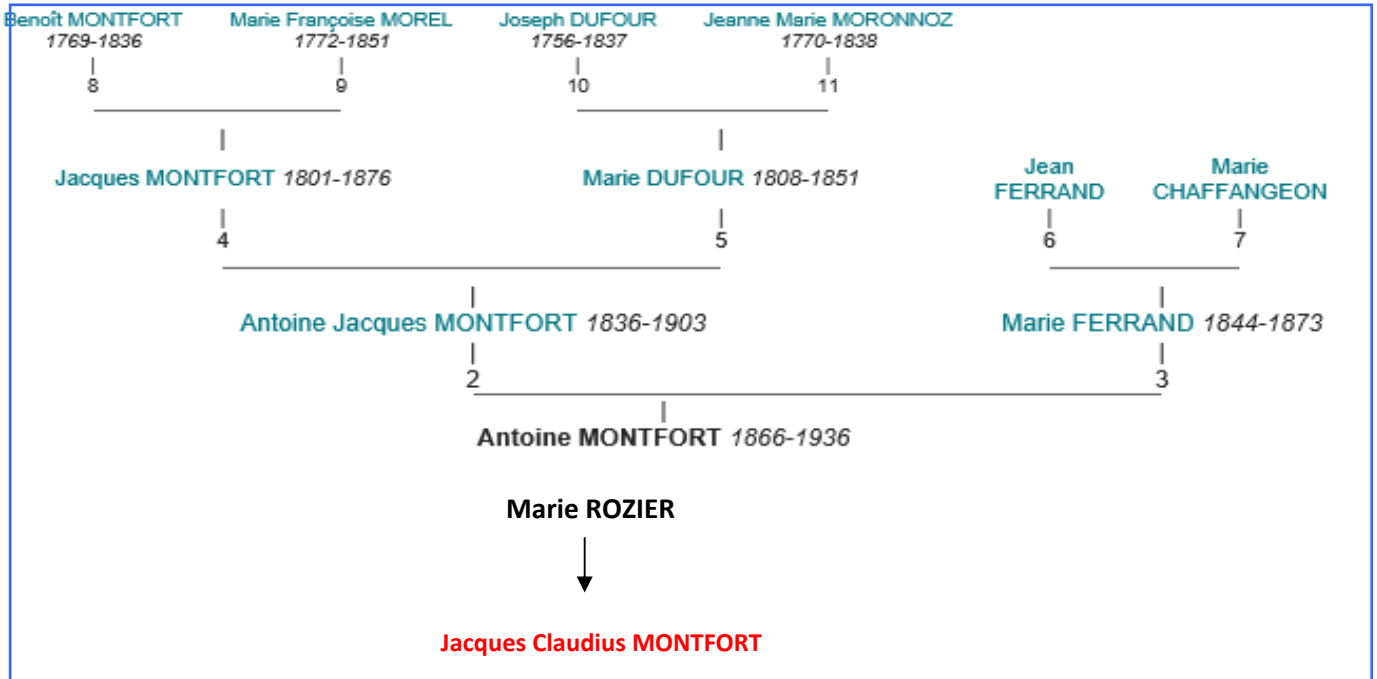 Benoît MONTFORT Marie Françoise MOREL Joseph DUFOUR Jeanne Marie MORONNOZ
1769-1836 1772-1851 1756-1837 1770-1838
8 9 10 11
Jacques MONTFORT 1801-1876 Marie DUFOUR 1808-1851 Jean FERRAND Marie CHAFFANGEON
4 5 6 7
Antoine Jacques MONTFORT 1836-1903 Marie FERRAND 1844-1873
2 3
Antoine MONTFORT 1866-1936
Marie ROZIER
Jacques Claudius MONTFORT